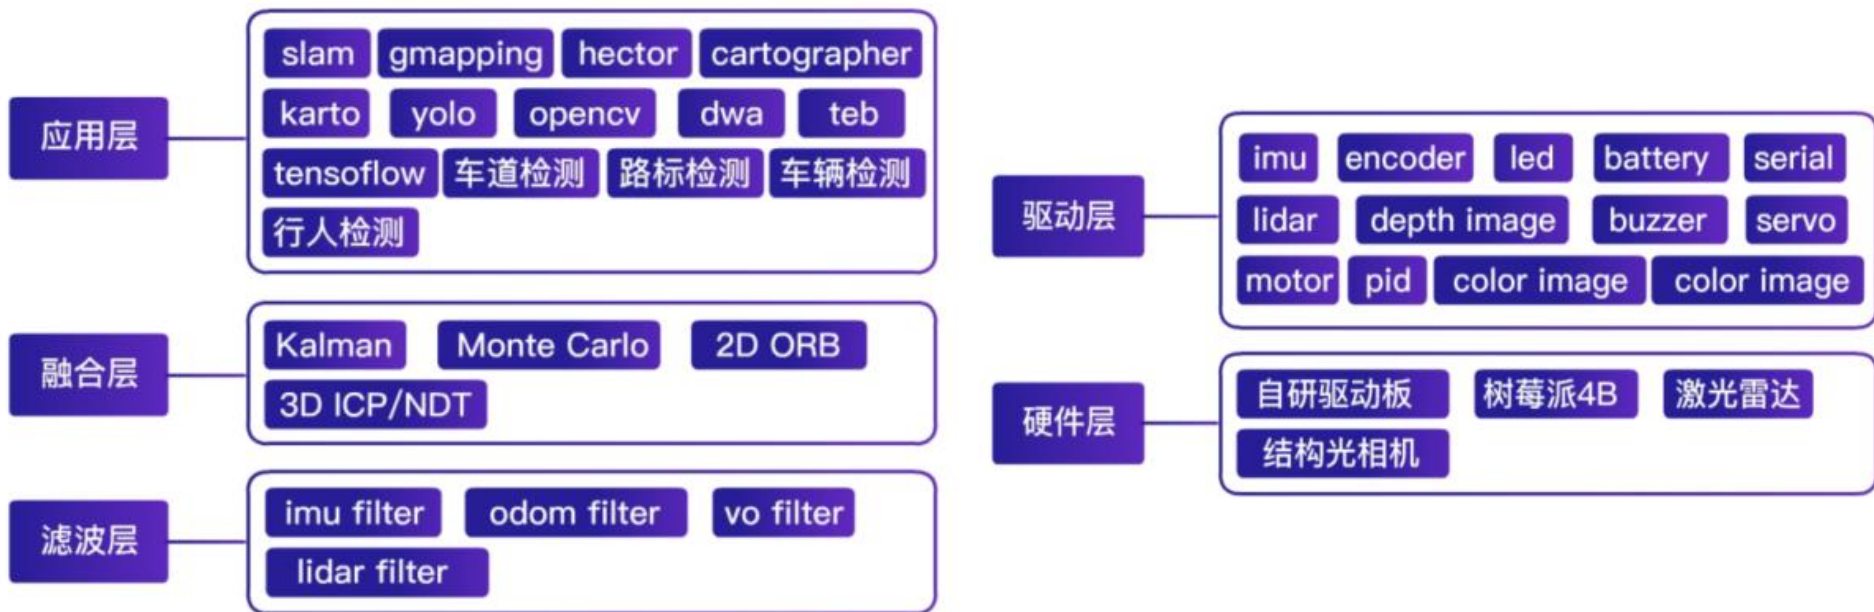 应用层
slam gmapping hector cartographer
karto yolo opencv dwa teb
tensoflow 车道检测 路标检测 车辆检测
行人检测
融合层
Kalman Monte Carlo 2D ORB
3D ICP/NDT
滤波层
imu filter odom filter vo filter
lidar filter
驱动层
imu encoder led battery serial
lidar depth image buzzer servo
motor pid color image color image
硬件层
自研驱动板 树莓派4B 激光雷达
结构光相机